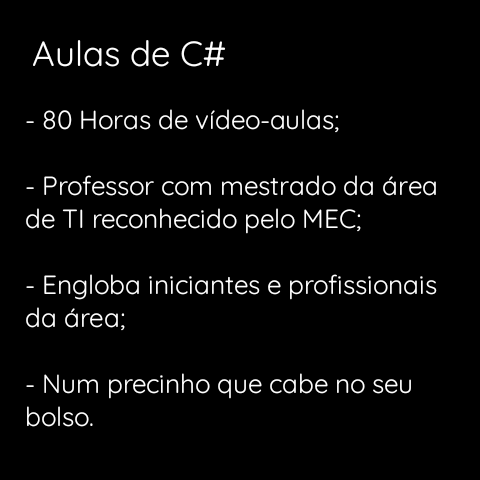 Aulas de C#
- 80 Horas de vídeo-aulas;
- Professor com mestrado da área
de TI reconhecido pelo MEC;
- Engloba iniciantes e profissionais
da área;
- Num precinho que cabe no seu
bolso.